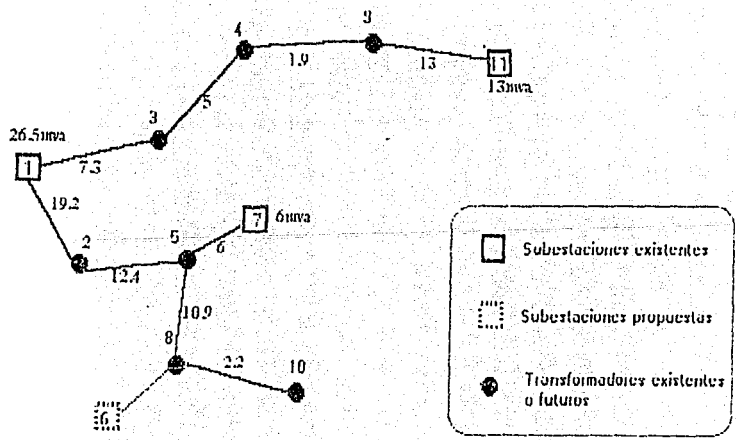 4
9
1.9
13
11
13mva
3
5
26.5mva
1
7.3
19.2
7
6mva
5
6
2
12.4
10.9
8
2.2
10
6
Subestaciones existentes
Subestaciones propuestas
Transformadores existentes
o futuros